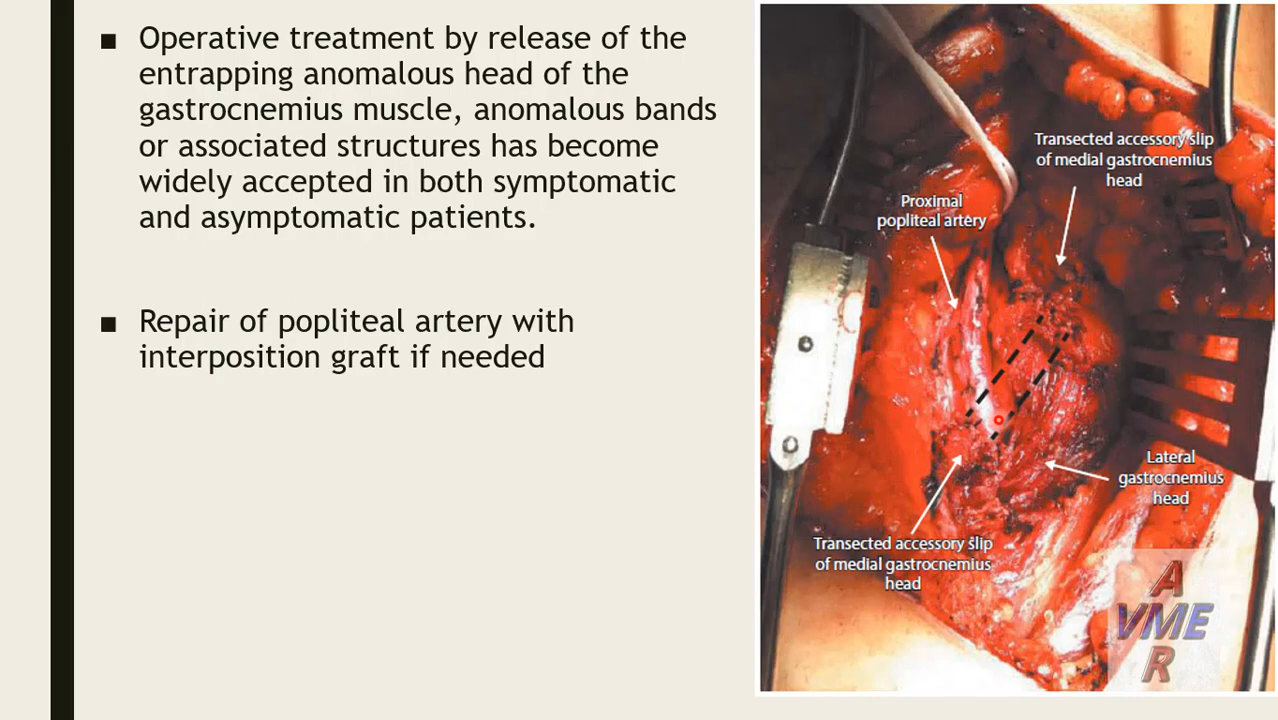 ■ Operative treatment by release of the
entrapping anomalous head of the
gastrocnemius muscle, anomalous bands
or associated structures has become
widely accepted in both symptomatic
and asymptomatic patients.
■ Repair of popliteal artery with
interposition graft if needed
Transected accessory slip
of medial gastrocnemius
head
Proximal
popliteal artery
Lateral
gastrocnemius
head
Transected accessory slip
of medial gastrocnemius
head
A
VME
R